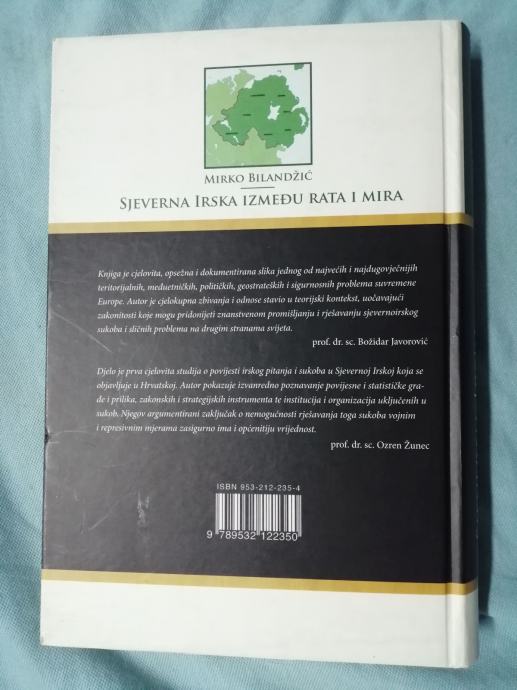 MIRKO BILANDŽIĆ
SJEVERNA IRSKA IZMEĐU RATA I MIRA
Knjiga je cjelovita, opsežna i dokumentirana slika jednog od najvećih i najdugovječnijih
teritorijalnih, međuetničkih, političkih, geostrateških i sigurnosnih problema suvremene
Europe. Autor je cjelokupna zbivanja i odnose stavio u teorijski kontekst, uočavajući
zakonitosti koje mogu pridonijeti znanstvenom promišljanju i rješavanju sjevernoirskog
sukoba i sličnih problema na drugim stranama svijeta.
prof. dr. sc. Božidar Javorović
Djelo je prva cjelovita studija o povijesti irskog pitanja i sukoba u Sjevernoj Irskoj koja se
objavljuje u Hrvatskoj. Autor pokazuje izvanredno poznavanje povijesne i statističke gra-
đe i prilika, zakonskih i strategijskih instrumenta te institucija i organizacija uključenih u
sukob. Njegov argumentirani zaključak o nemogućnosti rješavanja toga sukoba vojnim
i represivnim mjerama zasigurno ima i općenitiju vrijednost.
prof. dr. sc. Ozren Žunec
ISBN 953-212-235-4
9 789532 122350